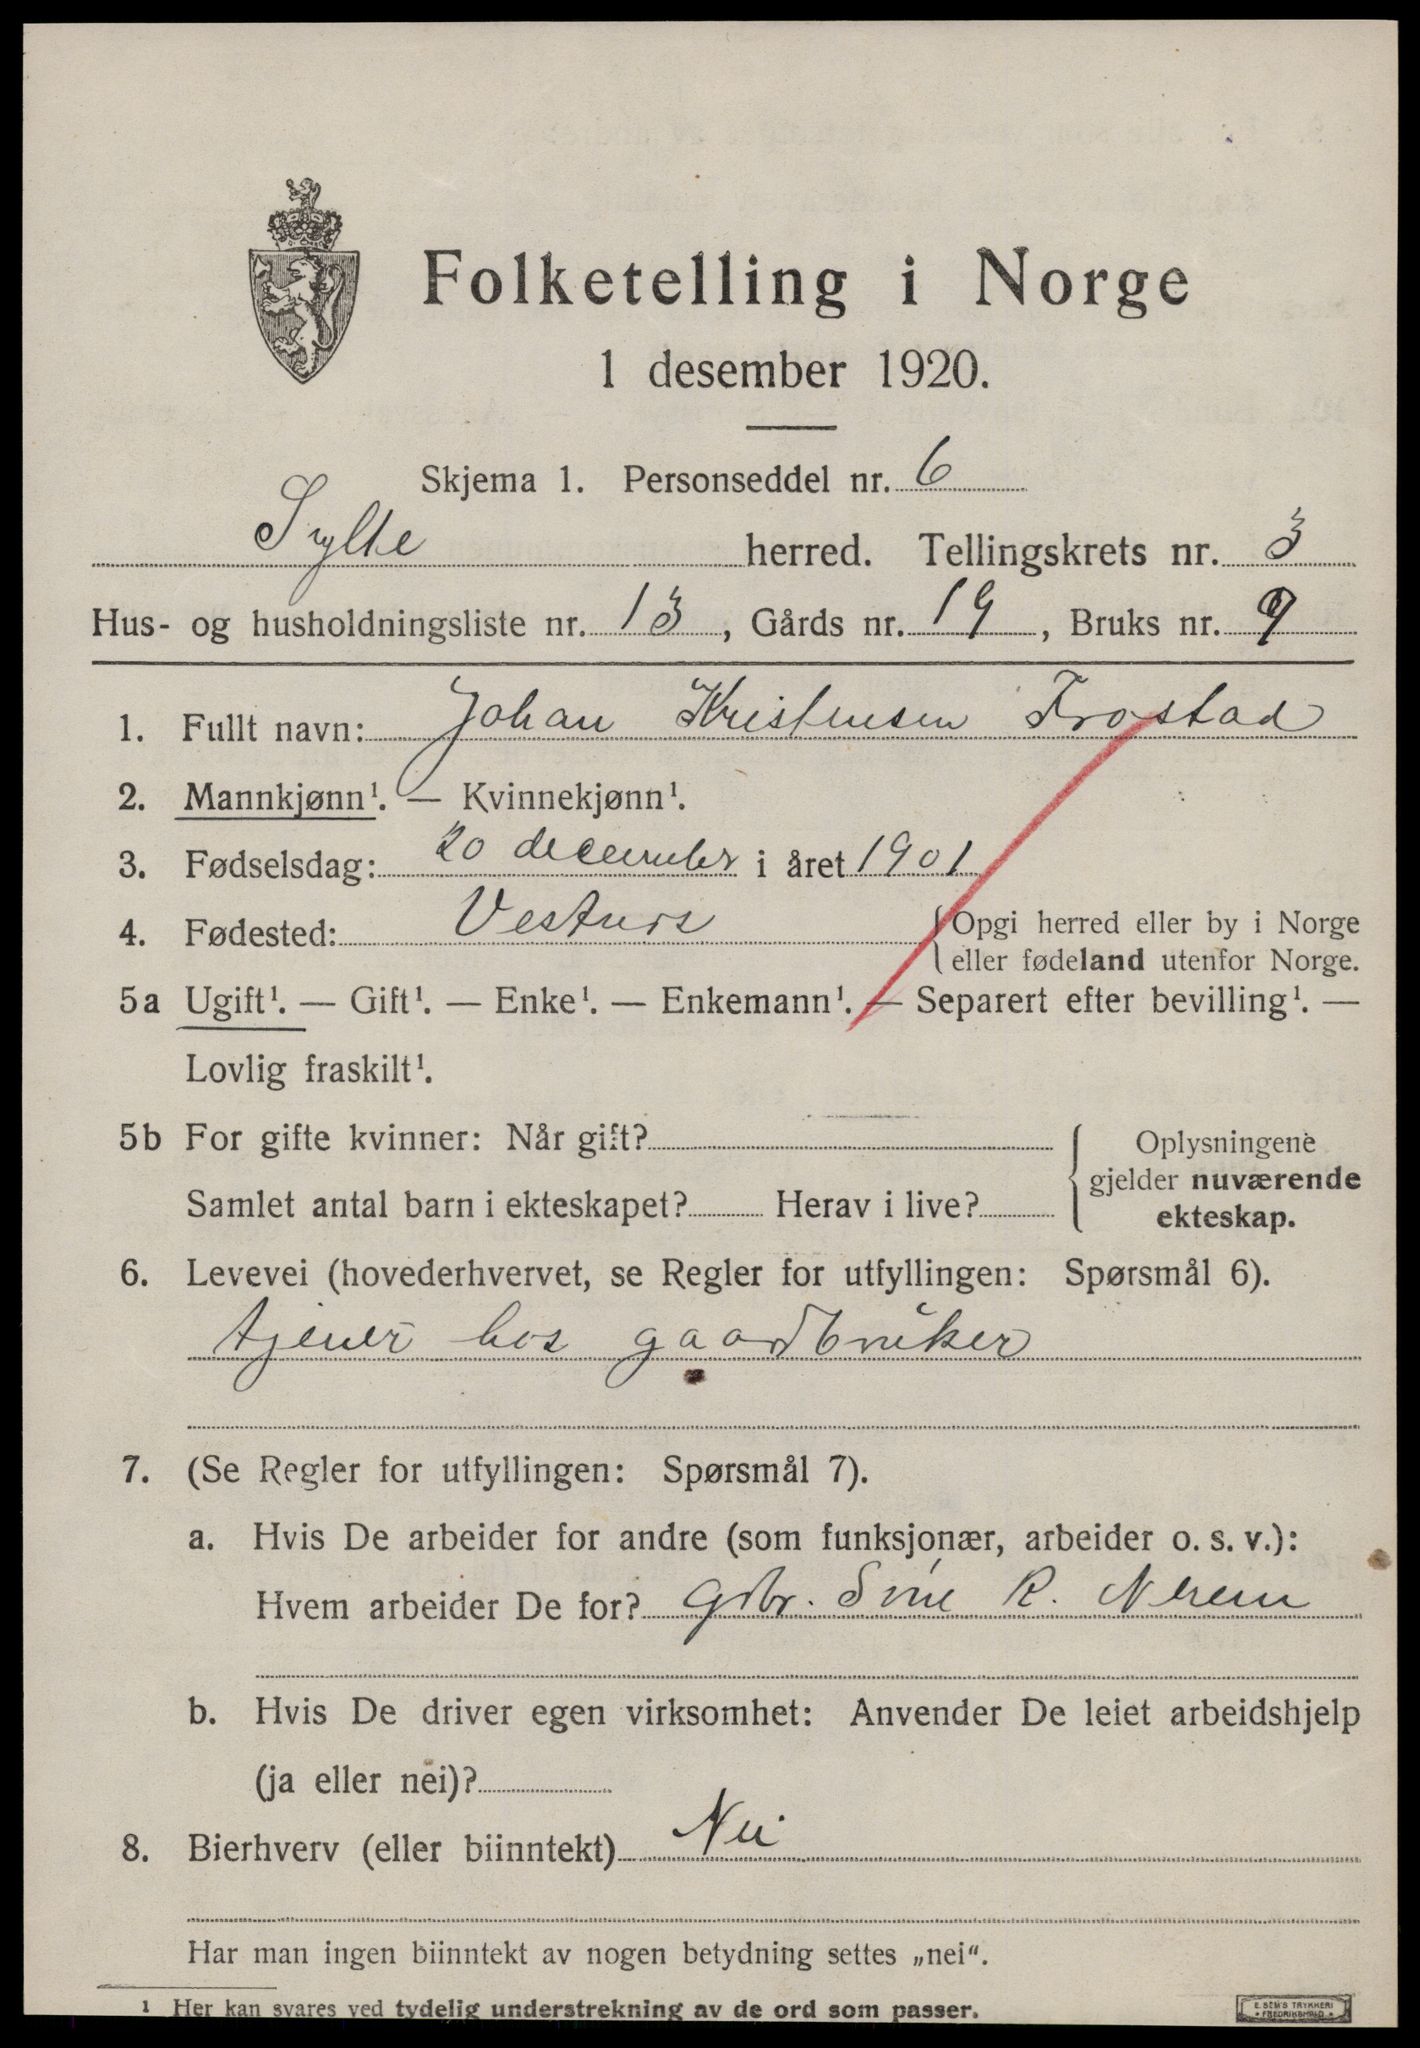 Folketelling i Norge
1 desember 1920.
Skjema 1. Personseddel nr. 6
Sylte herred. Tellingskrets nr. 3
Hus- og husholdningsliste nr. 13, Gårds nr. 19, Bruks nr. 9
1. Fullt navn: Johan Kristensen Frostad
2. Mannkjønn¹. — Kvinnekjønn¹.
3. Fødselsdag: 20 december i året 1901
4. Fødested: Vestnes { Opgi herred eller by i Norge
eller fødeland utenfor Norge.
5a Ugift¹. — Gift¹. — Enke¹. — Enkemann¹. — Separert efter bevilling¹. —
Lovlig fraskilt¹.
5b For gifte kvinner: Når gift? { Oplysningene
gjelder nuværende
Samlet antal barn i ekteskapet? Herav i live? ekteskap.
6. Levevei (hovederhvervet, se Regler for utfyllingen: Spørsmål 6).
tjener hos gaardbruker
7. (Se Regler for utfyllingen: Spørsmål 7).
a. Hvis De arbeider for andre (som funksjonær, arbeider o. s. v.):
Hvem arbeider De for? Gdbr. R. Nerem
b. Hvis De driver egen virksomhet: Anvender De leiet arbeidshjelp
(ja eller nei)?
8. Bierhverv (eller biinntekt) Nei
Har man ingen biinntekt av nogen betydning settes „nei“.
¹ Her kan svares ved tydelig understrekning av de ord som passer.
E. SEM'S TRYKKERI
FREDRIKSHALD